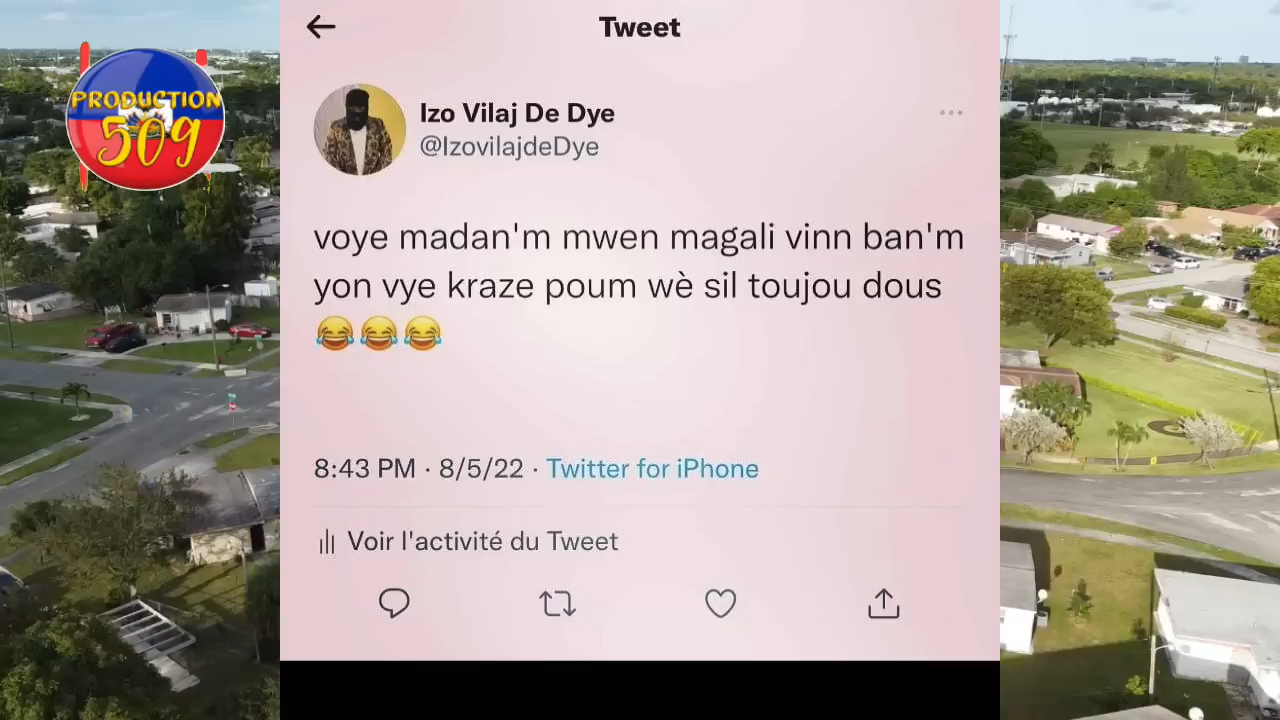 PRODUCTION
509
Tweet
Izo Vilaj De Dye
@IzovilajdeDye
voye madan'm mwen magali vinn ban'm
yon vye kraze poum wè sil toujou dous
😂😂😂
8:43 PM · 8/5/22 · Twitter for iPhone
Voir l'activité du Tweet